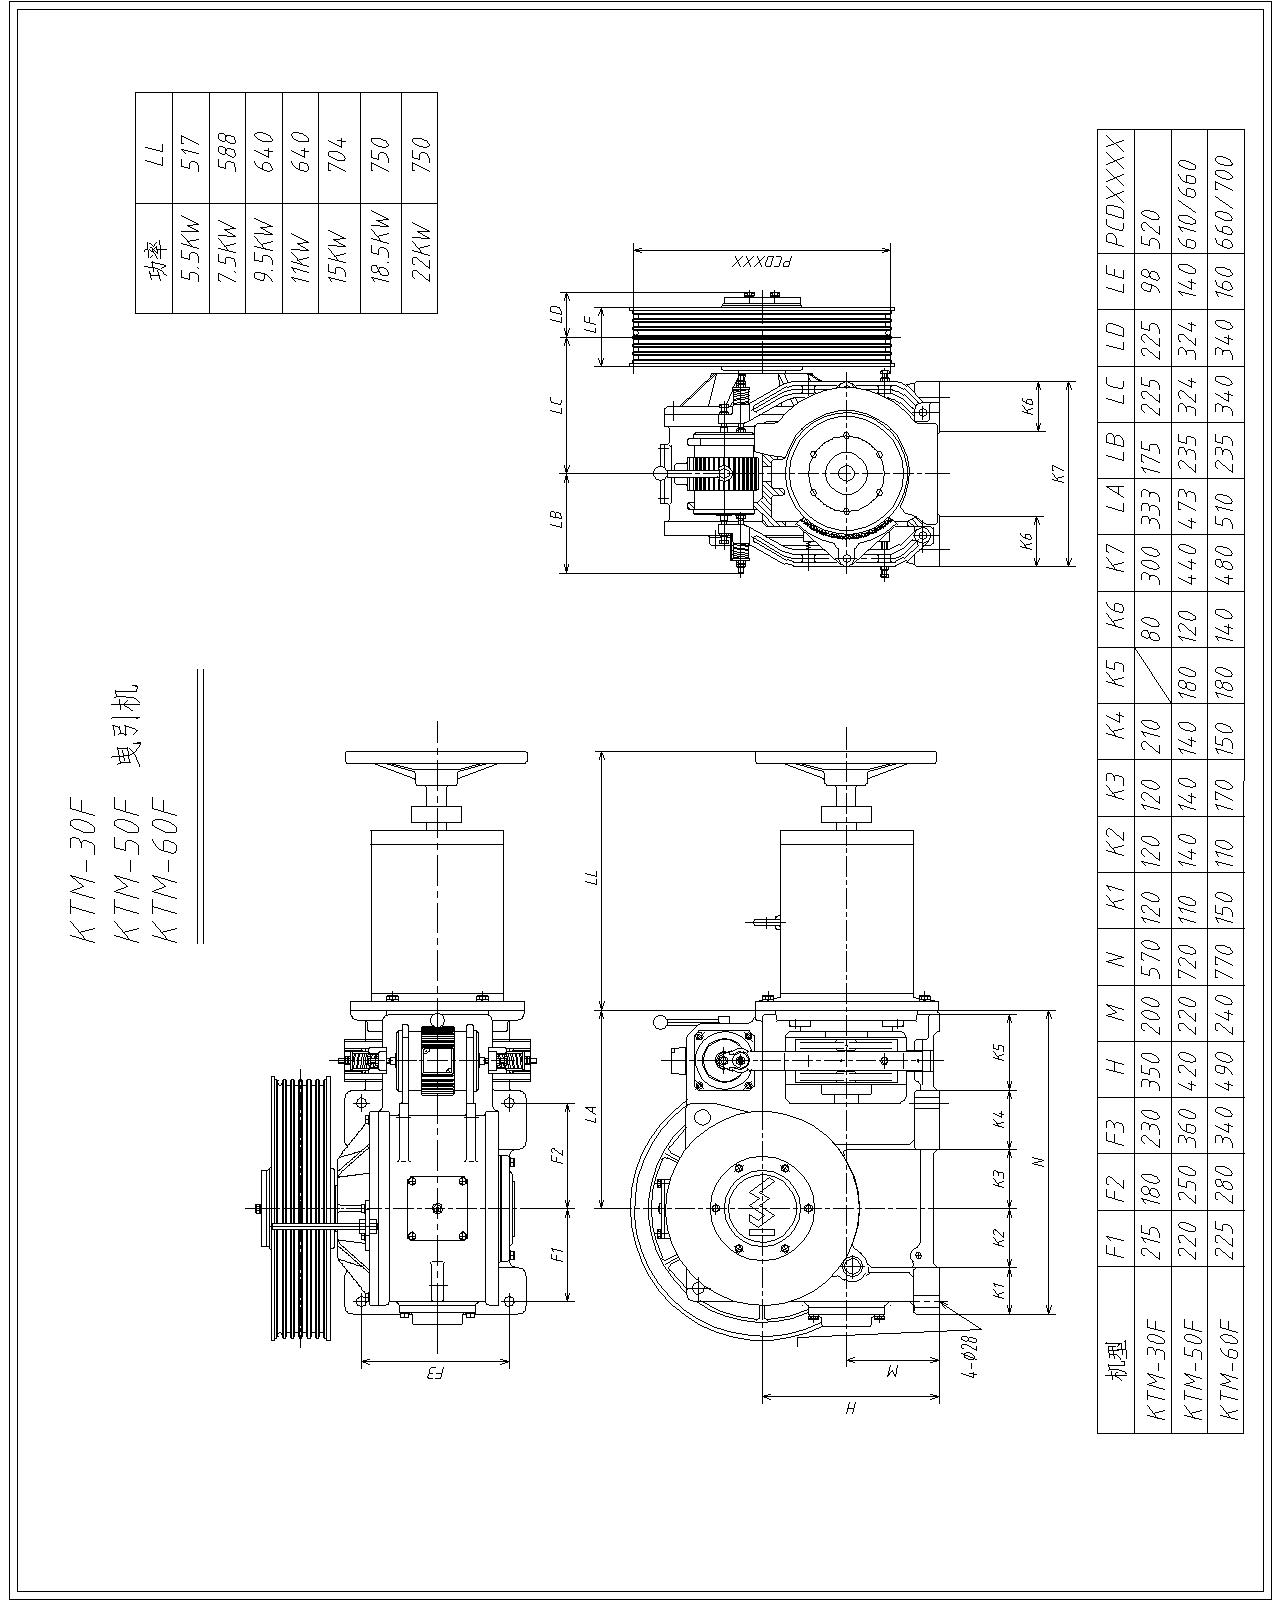 KTM-30F
KTM-50F 曳引机
KTM-60F
功率 LL
5.5KW 517
7.5KW 588
9.5KW 640
11KW 640
15KW 704
18.5KW 750
22KW 750
F3
F1
F2
LA
LL
H
M
4-Φ28
K1
K2
K3
K4
K5
N
LB
LC
LD
LF
PCDXXX
K6
K6
K7
机型 F1 F2 F3 H M N K1 K2 K3 K4 K5 K6 K7 LA LB LC LD LE PCDXXXX
KTM-30F 215 180 230 350 200 570 120 120 120 210 80 300 333 175 225 225 98 520
KTM-50F 220 250 360 420 220 720 110 140 140 140 180 120 440 473 235 324 324 140 610/660
KTM-60F 225 280 340 490 240 770 150 110 170 150 180 140 480 510 235 340 340 160 660/700